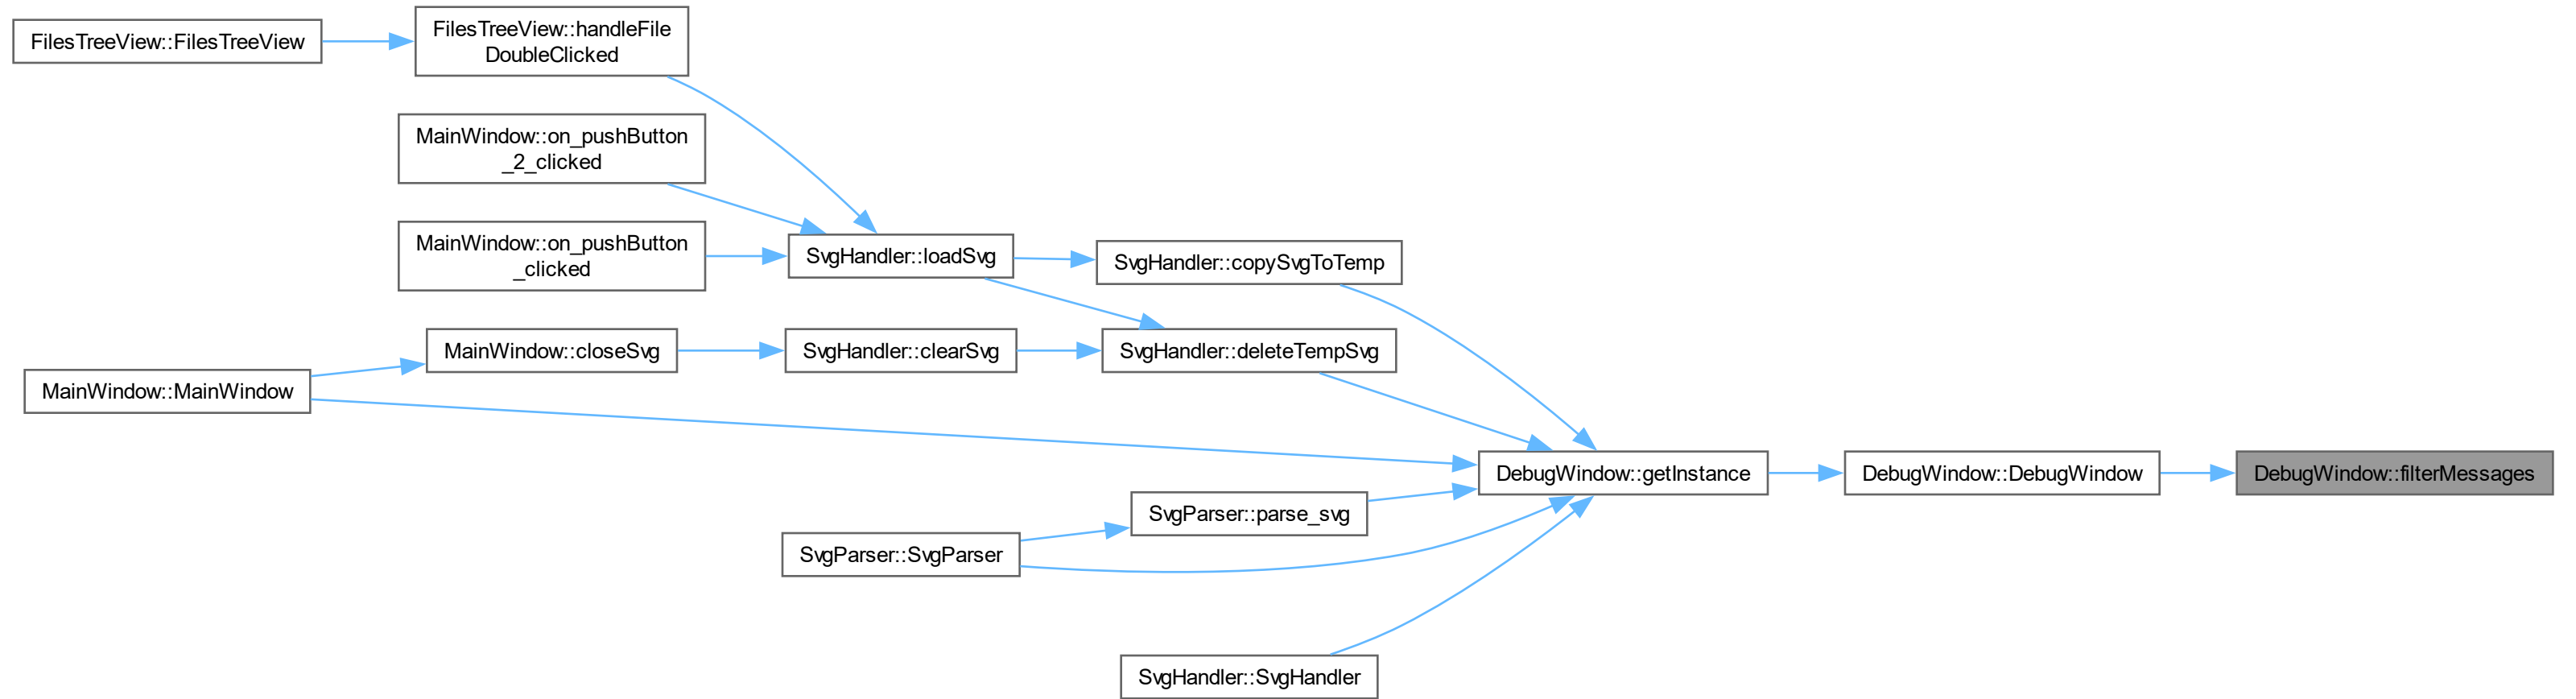 FilesTreeView::FilesTreeView
FilesTreeView::handleFile
DoubleClicked
MainWindow::on_pushButton
_2_clicked
MainWindow::on_pushButton
_clicked
SvgHandler::loadSvg
SvgHandler::copySvgToTemp
MainWindow::closeSvg
SvgHandler::clearSvg
SvgHandler::deleteTempSvg
MainWindow::MainWindow
DebugWindow::getInstance
DebugWindow::DebugWindow
DebugWindow::filterMessages
SvgParser::parse_svg
SvgParser::SvgParser
SvgHandler::SvgHandler